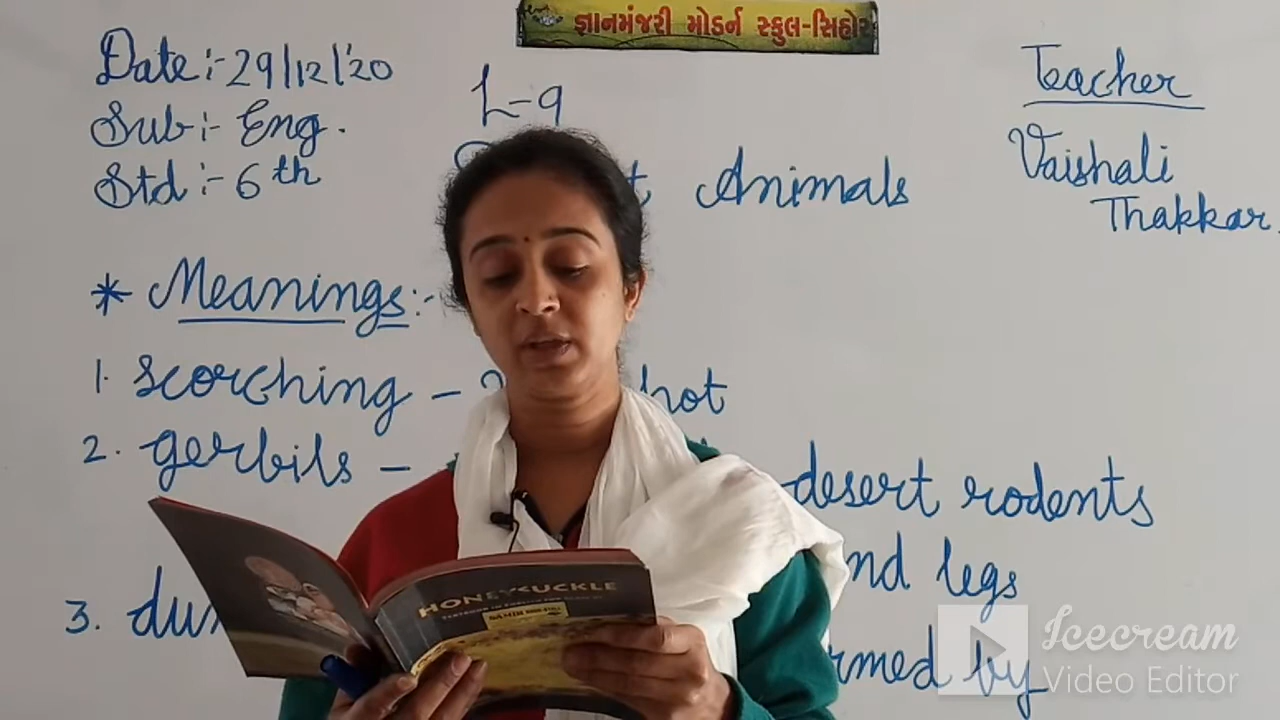 જ્ઞાનમંજરી મોડર્ન સ્કુલ-સિહોર
Date :- 29/12/'20
Sub :- Eng.
Std :- 6th
L-9
Animals
Teacher
Vaishali
Thakkar.
* Meanings :-
1. scorching - hot
2. gerbils - desert rodents
legs
3.
by
HONEYSUCKLE
Icecream
Video Editor